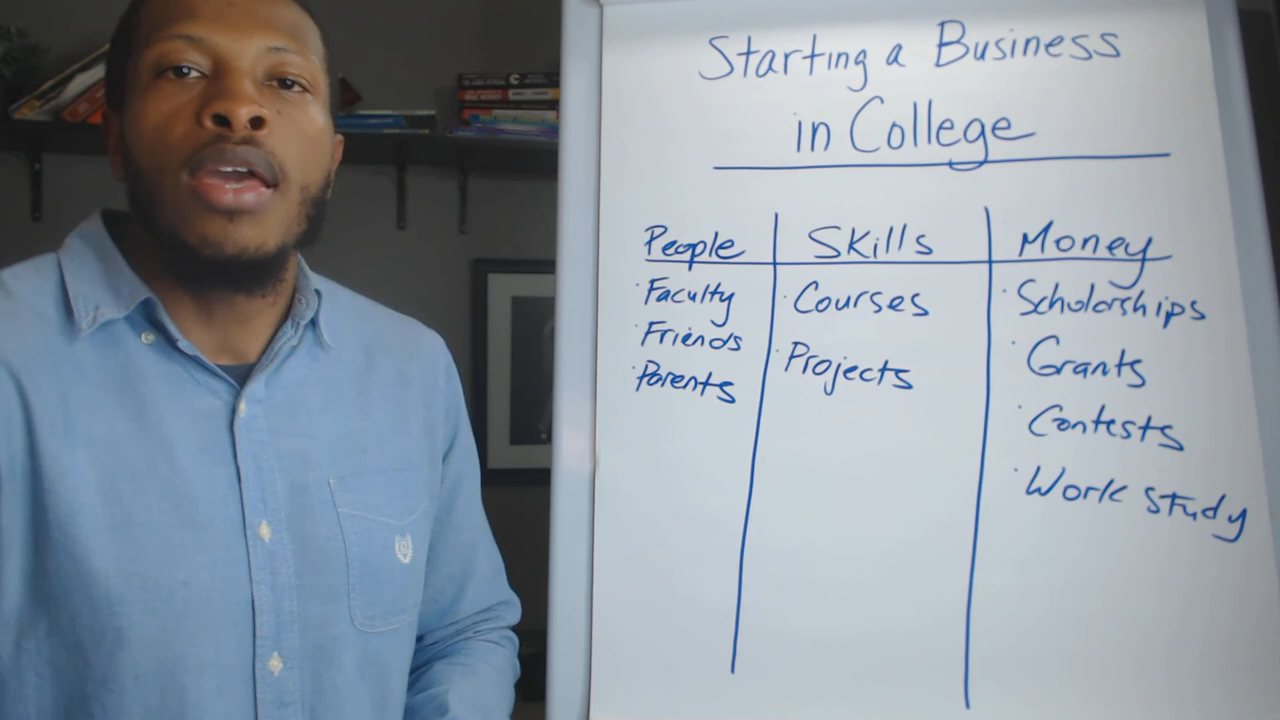 Starting a Business
in College
People
Skills
Money
· Faculty
· Friends
· Parents
· Courses
· Projects
· Scholarships
· Grants
· Contests
· Work Study